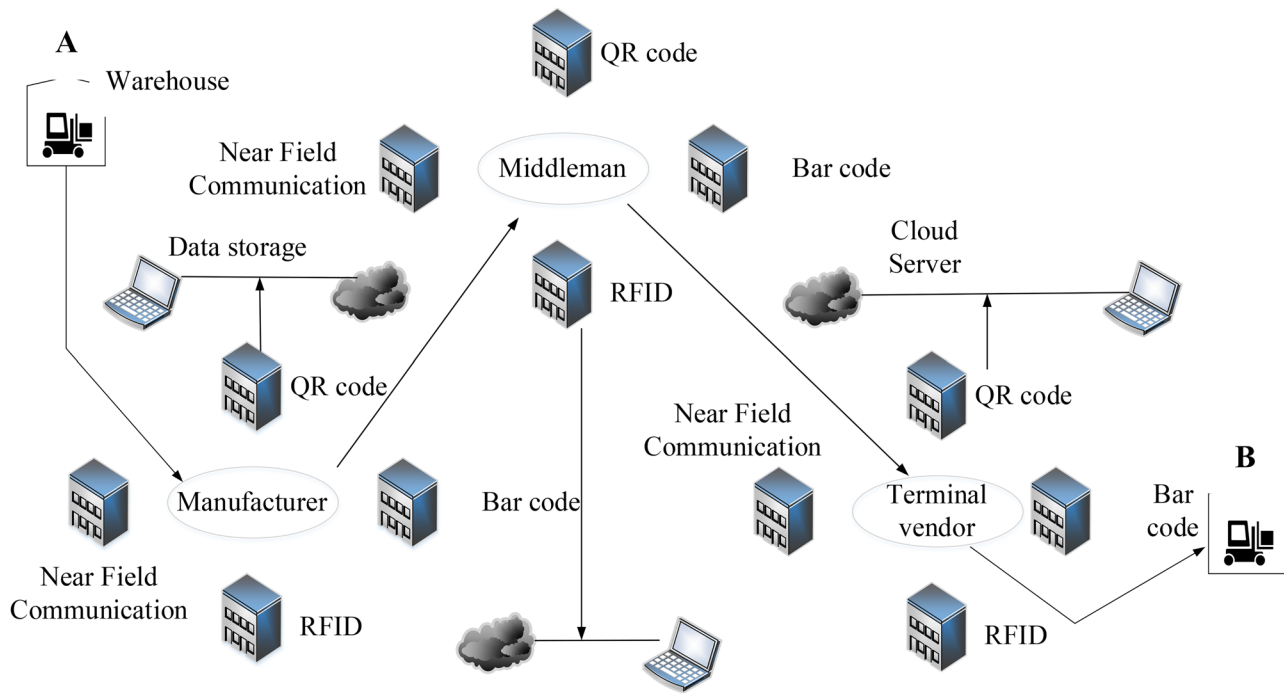 A
Warehouse
QR code
Near Field
Communication
Middleman
Bar code
Data storage
RFID
Cloud
Server
QR code
QR code
Near Field
Communication
Manufacturer
Bar code
Terminal
vendor
Bar
code
B
Near Field
Communication
RFID
RFID